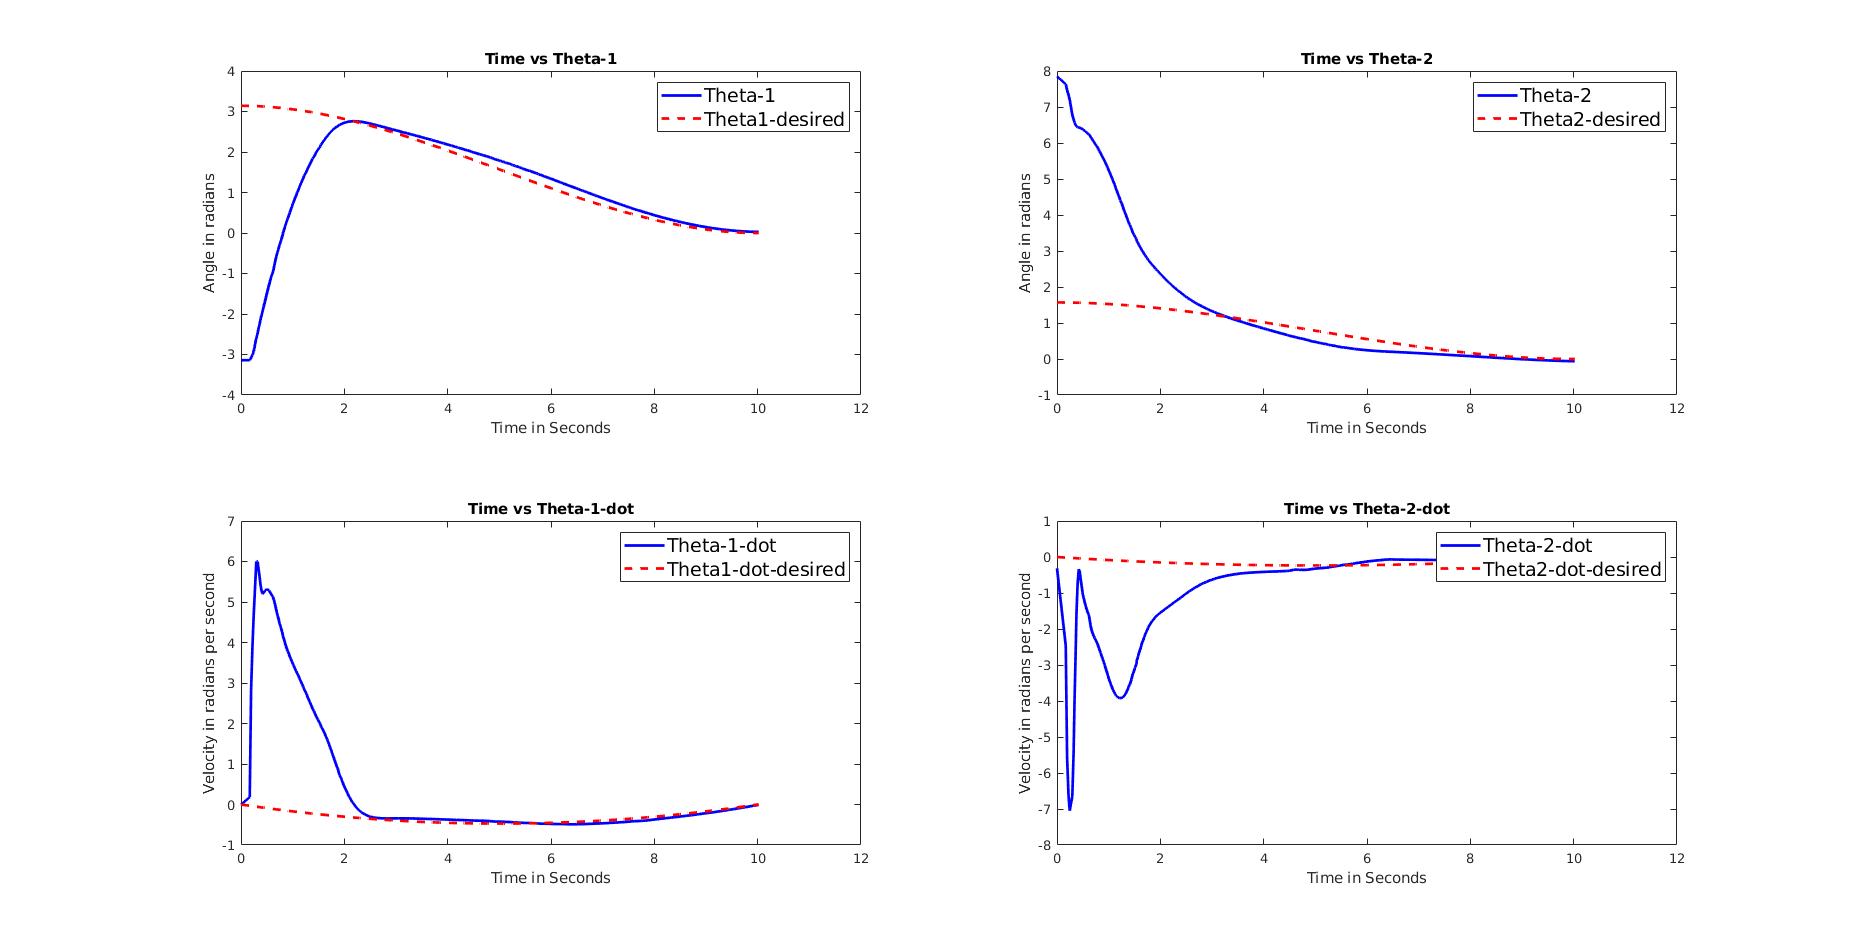 Time vs Theta-1
4
3
2
1
0
-1
-2
-3
-4
Angle in radians
0 2 4 6 8 10 12
Time in Seconds
Theta-1
Theta1-desired
Time vs Theta-2
8
7
6
5
4
3
2
1
0
-1
Angle in radians
0 2 4 6 8 10 12
Time in Seconds
Theta-2
Theta2-desired
Time vs Theta-1-dot
7
6
5
4
3
2
1
0
-1
Velocity in radians per second
0 2 4 6 8 10 12
Time in Seconds
Theta-1-dot
Theta1-dot-desired
Time vs Theta-2-dot
1
0
-1
-2
-3
-4
-5
-6
-7
-8
Velocity in radians per second
0 2 4 6 8 10 12
Time in Seconds
Theta-2-dot
Theta2-dot-desired